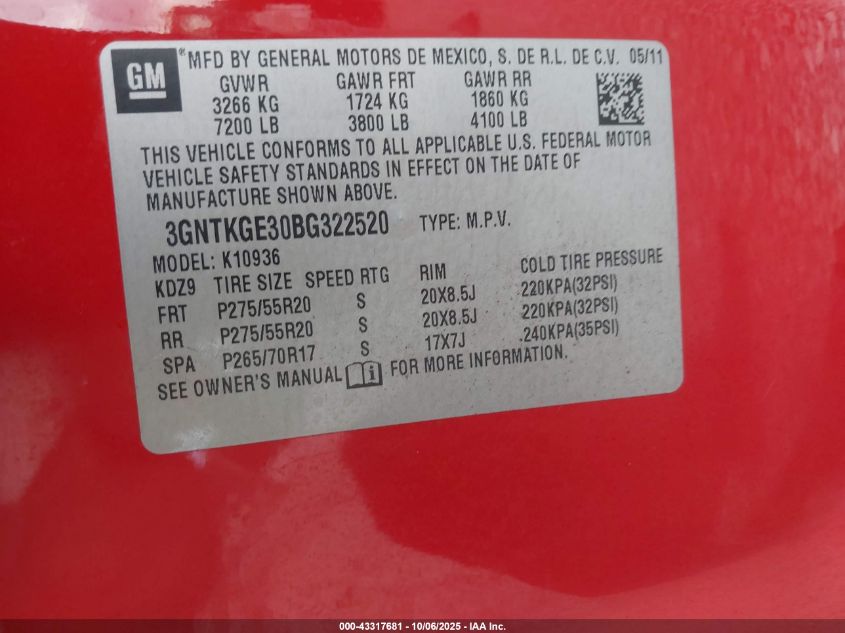 GM ® MFD BY GENERAL MOTORS DE MEXICO, S. DE R.L. DE C.V. 05/11
GVWR GAWR FRT GAWR RR
3266 KG 1724 KG 1860 KG
7200 LB 3800 LB 4100 LB
THIS VEHICLE CONFORMS TO ALL APPLICABLE U.S. FEDERAL MOTOR
VEHICLE SAFETY STANDARDS IN EFFECT ON THE DATE OF
MANUFACTURE SHOWN ABOVE.
3GNTKGE30BG322520 TYPE: M.P.V.
MODEL: K10936
KDZ9 TIRE SIZE SPEED RTG RIM COLD TIRE PRESSURE
FRT P275/55R20 S 20X8.5J 220KPA(32PSI)
RR P275/55R20 S 20X8.5J 220KPA(32PSI)
SPA P265/70R17 S 17X7J .240KPA(35PSI)
SEE OWNER'S MANUAL i FOR MORE INFORMATION.
000-43317681 - 10/06/2025 - IAA Inc.